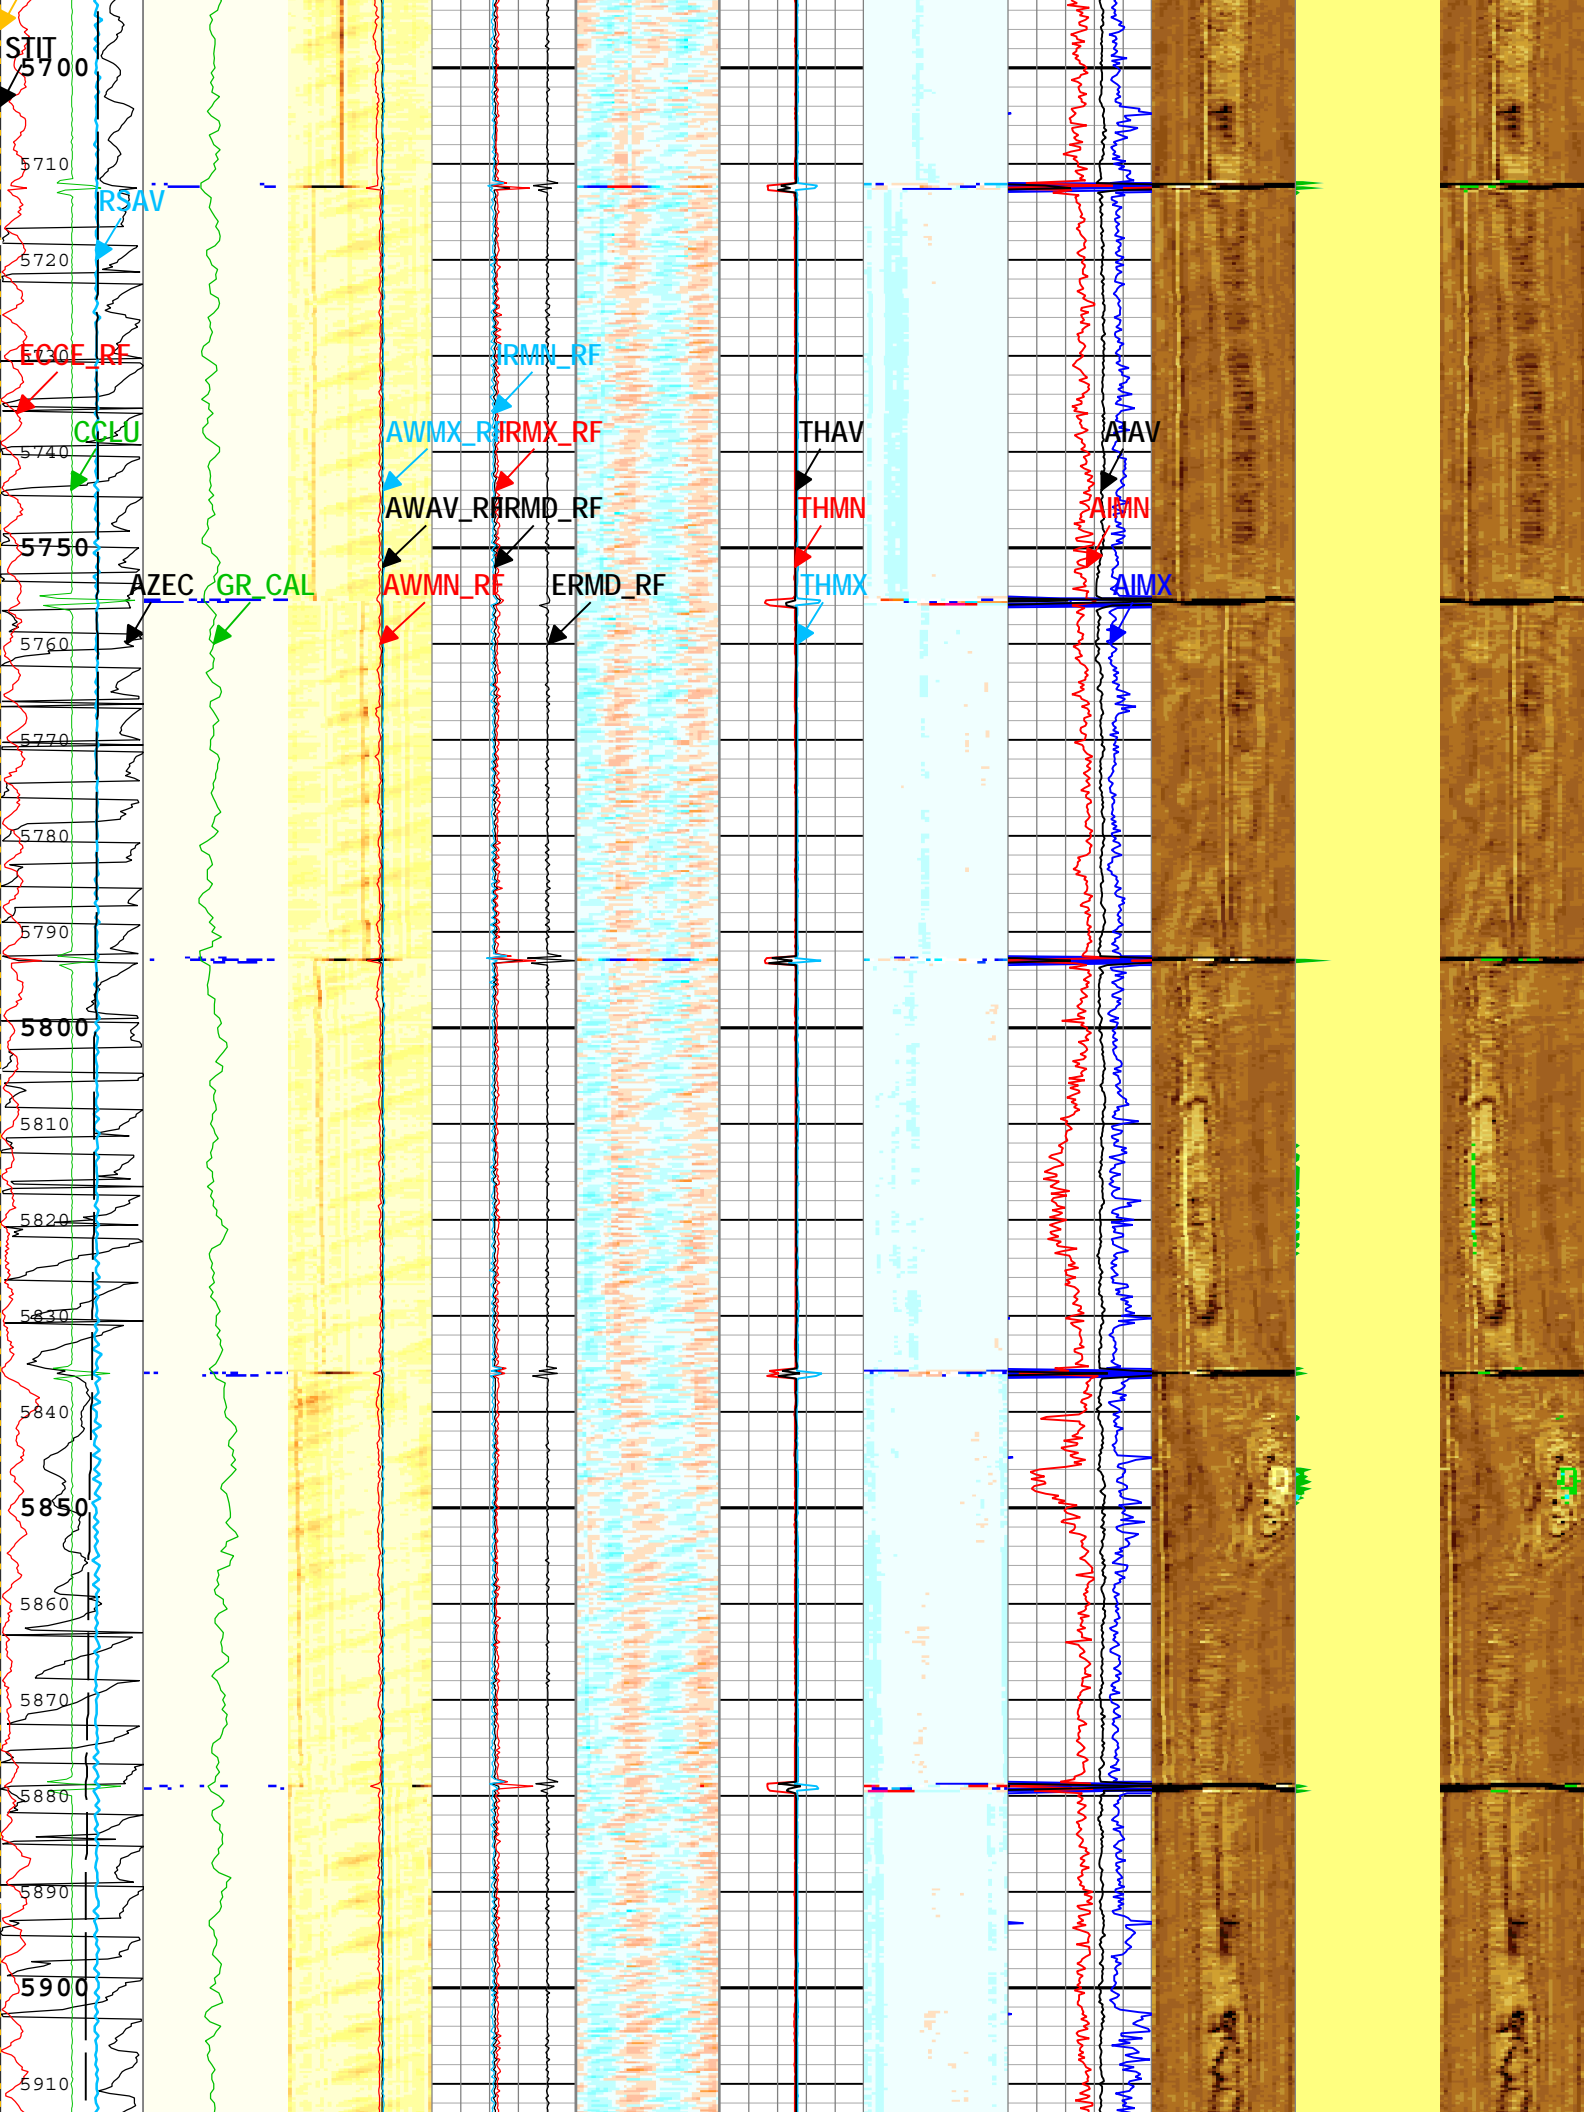 STIT
5700
5710
RSAV
5720
5730
ECCE_RF
IRMN_RF
CCLU
AWMX_RF
IRMX_RF
THAV
AIAV
5740
AWAV_RF
IRMD_RF
THMN
AIMN
5750
AZEC
GR_CAL
AWMN_RF
ERMD_RF
THMX
AIMX
5760
5770
5780
5790
5800
5810
5820
5830
5840
5850
5860
5870
5880
5890
5900
5910